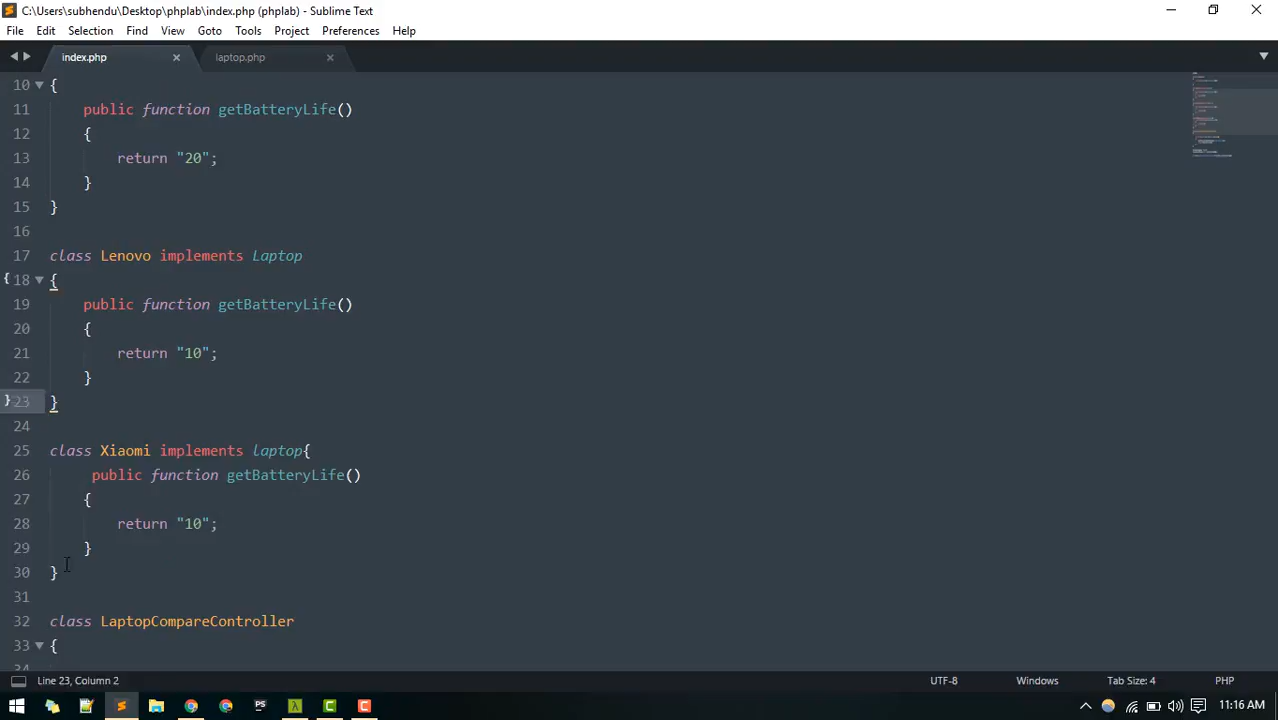 C:\Users\subhendu\Desktop\phplab\index.php (phplab) - Sublime Text
File Edit Selection Find View Goto Tools Project Preferences Help
index.php laptop.php
10 {
11 public function getBatteryLife()
12 {
13 return "20";
14 }
15 }
16
17 class Lenovo implements Laptop
18 {
19 public function getBatteryLife()
20 {
21 return "10";
22 }
23 }
24
25 class Xiaomi implements laptop{
26 public function getBatteryLife()
27 {
28 return "10";
29 }
30 }
31
32 class LaptopCompareController
33 {
34
Line 23, Column 2 UTF-8 Windows Tab Size: 4 PHP
PS 11:16 AM